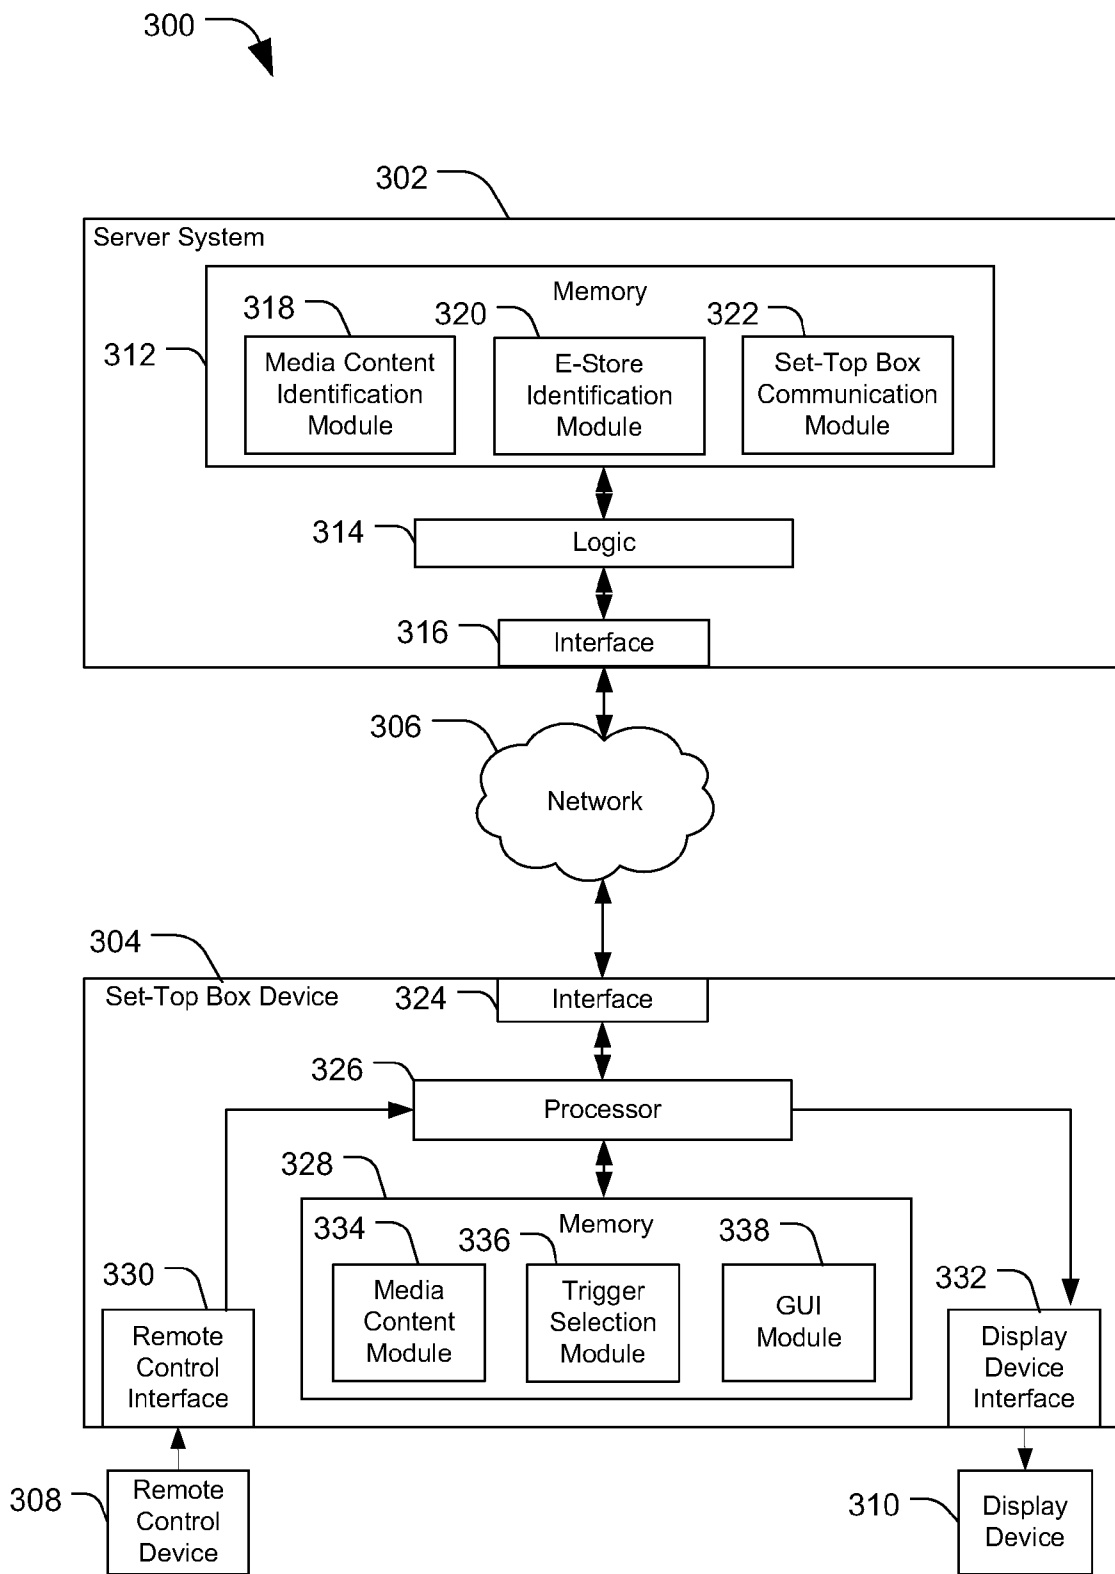 300
302
Server System
Memory
318
320
322
312
Media Content
Identification
Module
E-Store
Identification
Module
Set-Top Box
Communication
Module
314
Logic
316
Interface
306
Network
304
Set-Top Box Device
324
Interface
326
Processor
328
Memory
334
336
338
Media
Content
Module
Trigger
Selection
Module
GUI
Module
330
Remote
Control
Interface
332
Display
Device
Interface
308
Remote
Control
Device
310
Display
Device